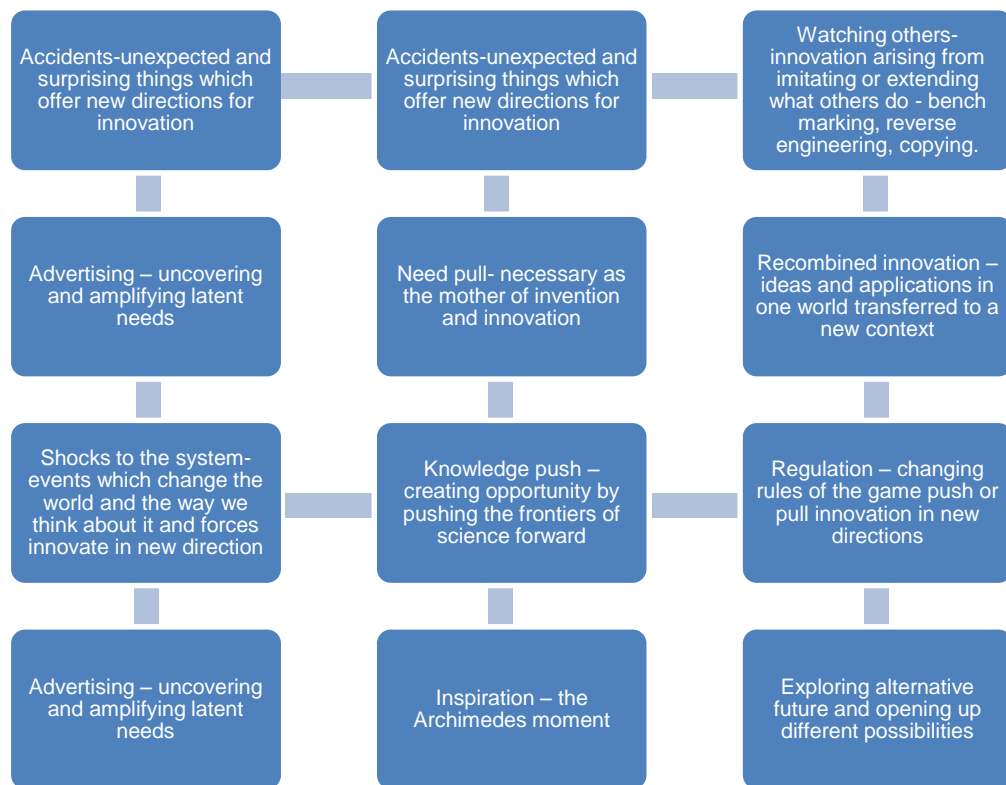 Accidents-unexpected and
surprising things which
offer new directions for
innovation
Accidents-unexpected and
surprising things which
offer new directions for
innovation
Watching others-
innovation arising from
imitating or extending
what others do - bench
marking, reverse
engineering, copying.
Advertising – uncovering
and amplifying latent
needs
Need pull- necessary as
the mother of invention
and innovation
Recombined innovation –
ideas and applications in
one world transferred to a
new context
Shocks to the system-
events which change the
world and the way we
think about it and forces
innovate in new direction
Knowledge push –
creating opportunity by
pushing the frontiers of
science forward
Regulation – changing
rules of the game push or
pull innovation in new
directions
Advertising – uncovering
and amplifying latent
needs
Inspiration – the
Archimedes moment
Exploring alternative
future and opening up
different possibilities